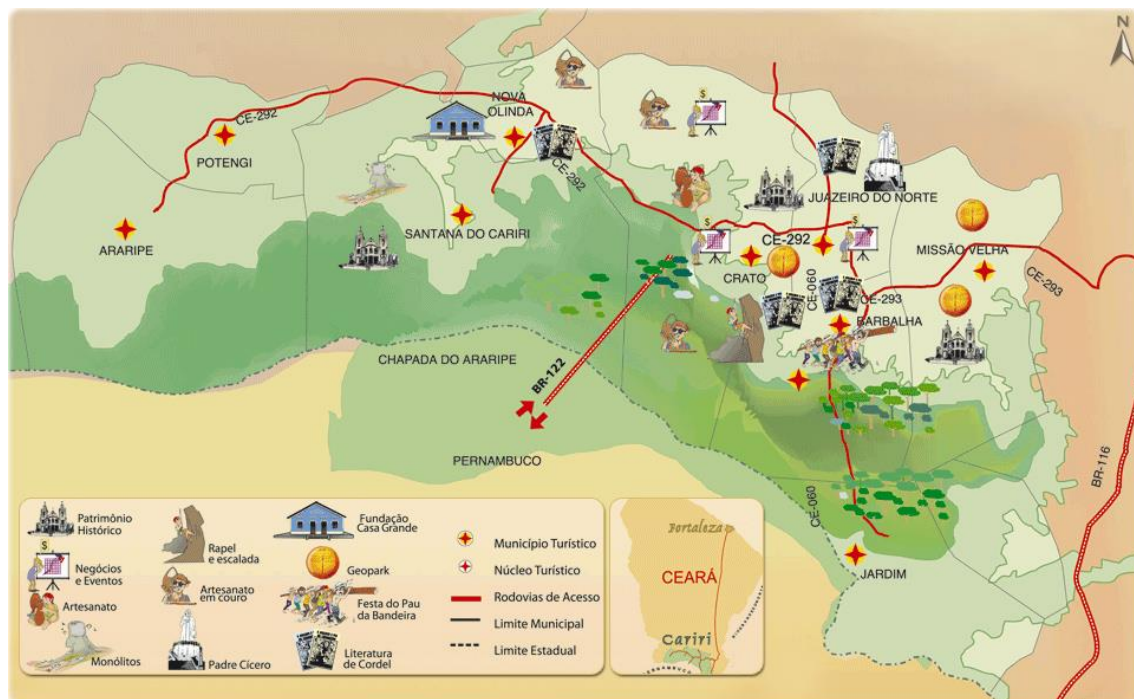 N
NOVA
OLINDA
CE-292
POTENGI
CE-292
JUAZEIRO DO NORTE
ARARIPE
SANTANA DO CARIRI
CE-292
MISSÃO VELHA
CRATO
CE-060
CE-293
CE-293
BARBALHA
CHAPADA DO ARARIPE
BR-122
PERNAMBUCO
BR-116
CE-060
JARDIM
Patrimônio
Histórico
$
Negócios
e Eventos
Artesanato
Monólitos
Rapel
e escalada
Artesanato
em couro
Padre Cícero
Fundação
Casa Grande
Geopark
Festa do Pau
da Bandeira
Literatura
de Cordel
Município Turístico
Núcleo Turístico
Rodovias de Acesso
Limite Municipal
Limite Estadual
Fortaleza
CEARÁ
Cariri
PERNAMBUCO